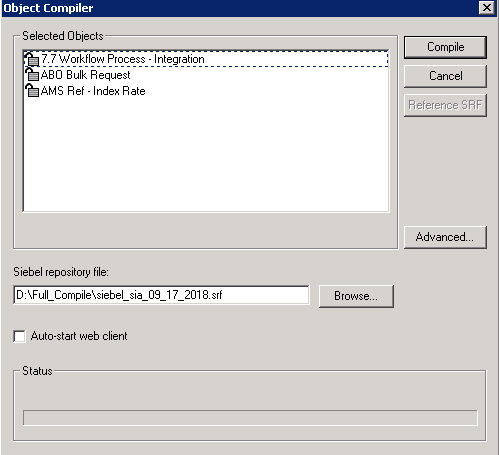 Object Compiler
Selected Objects
7.7 Workflow Process - Integration
ABO Bulk Request
AMS Ref - Index Rate
Compile
Cancel
Reference SRF
Advanced...
Siebel repository file:
D:\Full_Compile\siebel_sia_09_17_2018.srf
Browse...
Auto-start web client
Status